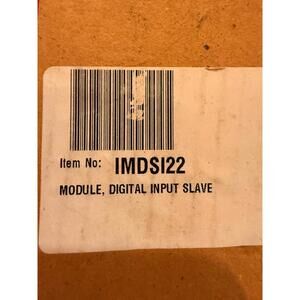 Item No: IMDSI22
MODULE, DIGITAL INPUT SLAVE